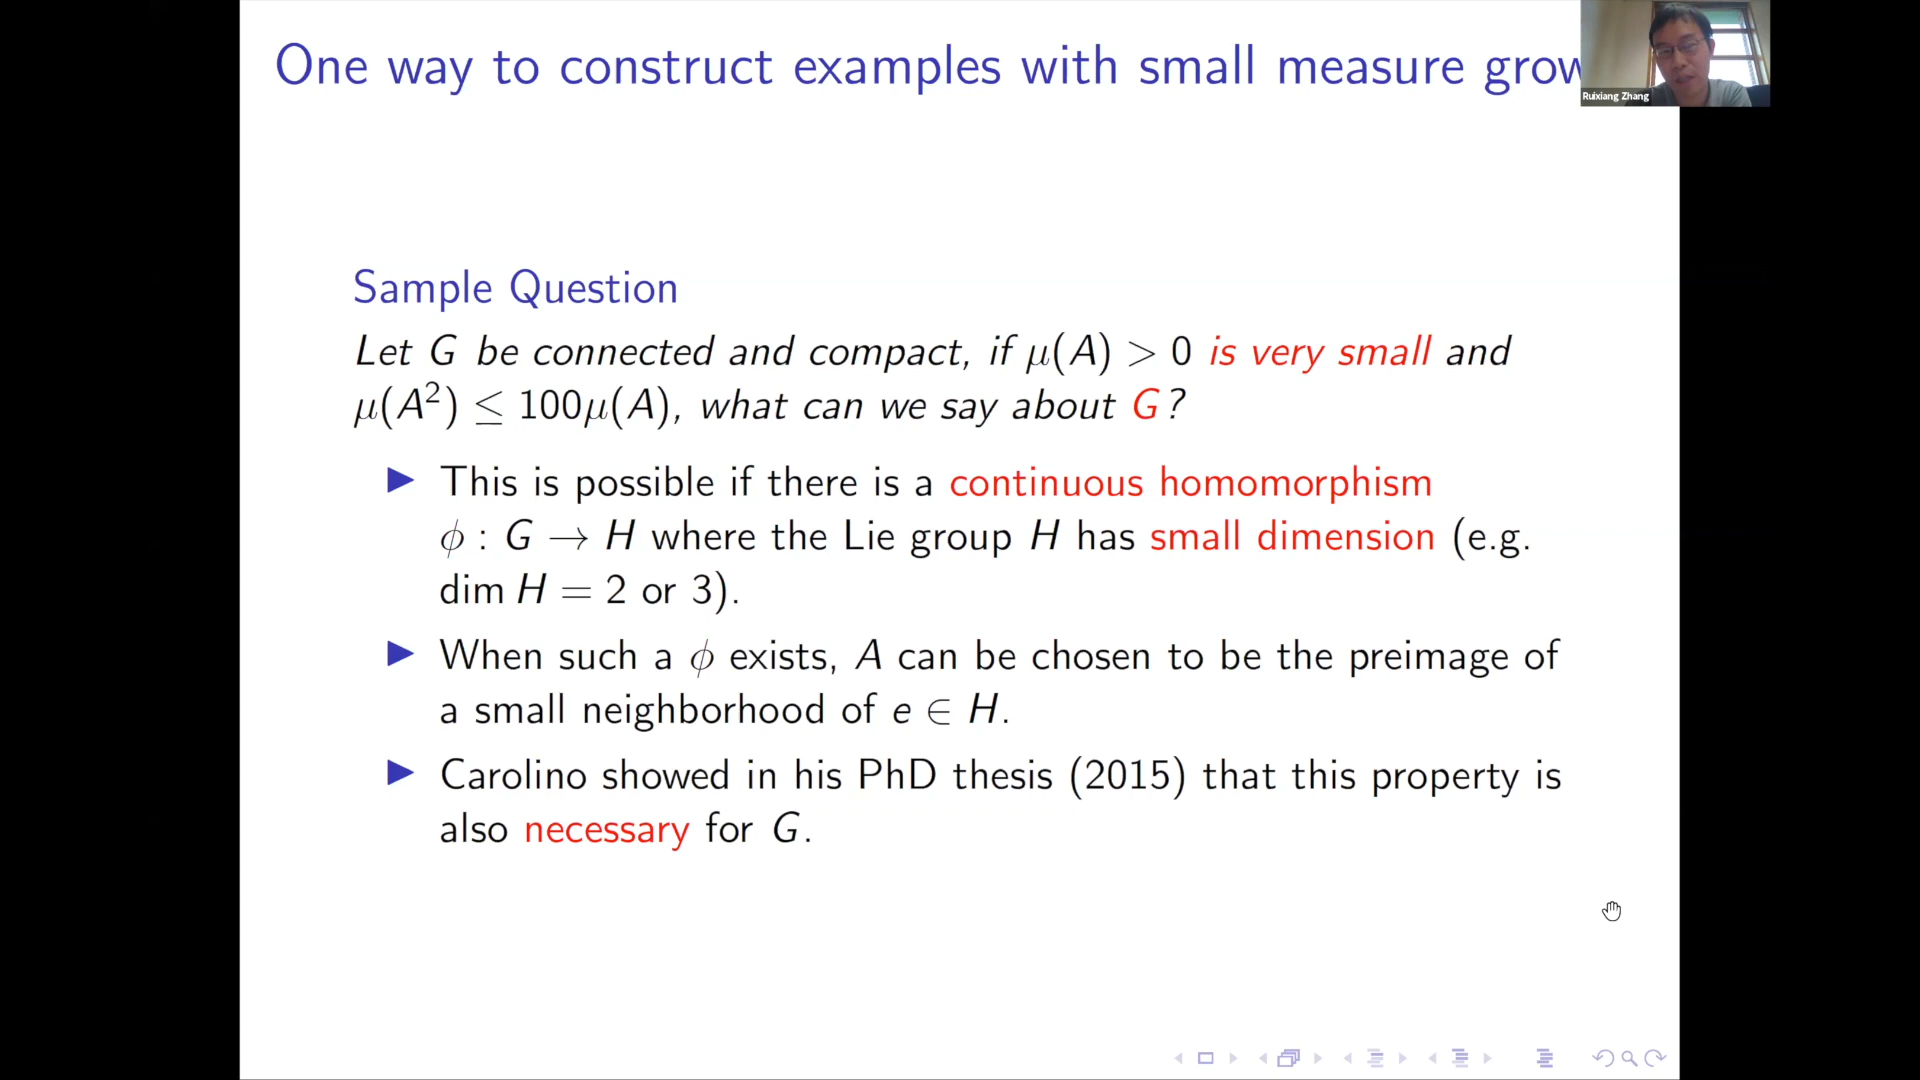 One way to construct examples with small measure grow
Ruixiang Zhang
Sample Question
Let G be connected and compact, if μ(A) > 0 is very small and
μ(A²) ≤ 100μ(A), what can we say about G?
▶ This is possible if there is a continuous homomorphism
ϕ : G → H where the Lie group H has small dimension (e.g.
dim H = 2 or 3).
▶ When such a ϕ exists, A can be chosen to be the preimage of
a small neighborhood of e ∈ H.
▶ Carolino showed in his PhD thesis (2015) that this property is
also necessary for G.